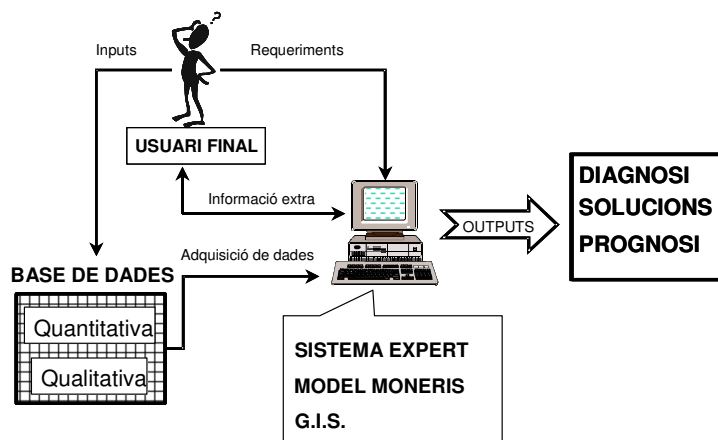 ?
Inputs
Requeriments
USUARI FINAL
Informació extra
Adquisició de dades
BASE DE DADES
Quantitativa
Qualitativa
OUTPUTS
DIAGNOSI
SOLUCIONS
PROGNOSI
SISTEMA EXPERT
MODEL MONERIS
G.I.S.